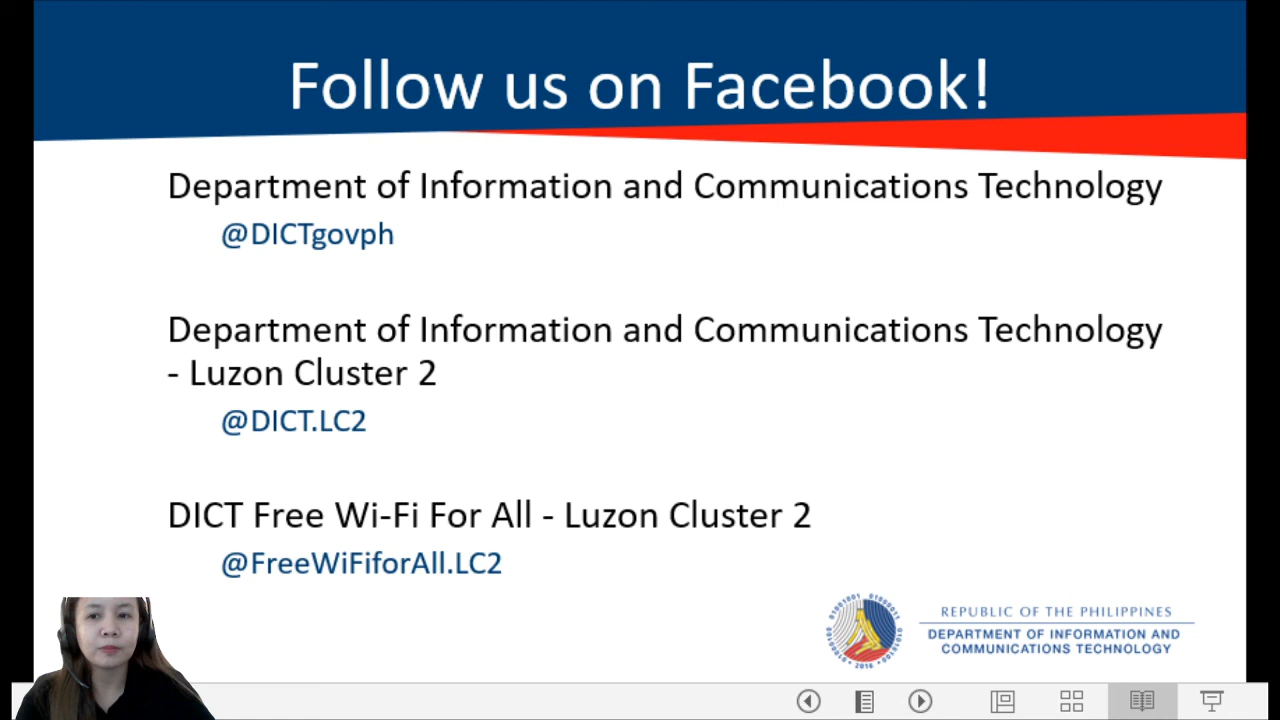 Follow us on Facebook!
Department of Information and Communications Technology
@DICTgovph
Department of Information and Communications Technology
- Luzon Cluster 2
@DICT.LC2
DICT Free Wi-Fi For All - Luzon Cluster 2
@FreeWiFiforAll.LC2
REPUBLIC OF THE PHILIPPINES
DEPARTMENT OF INFORMATION AND
COMMUNICATIONS TECHNOLOGY
2016